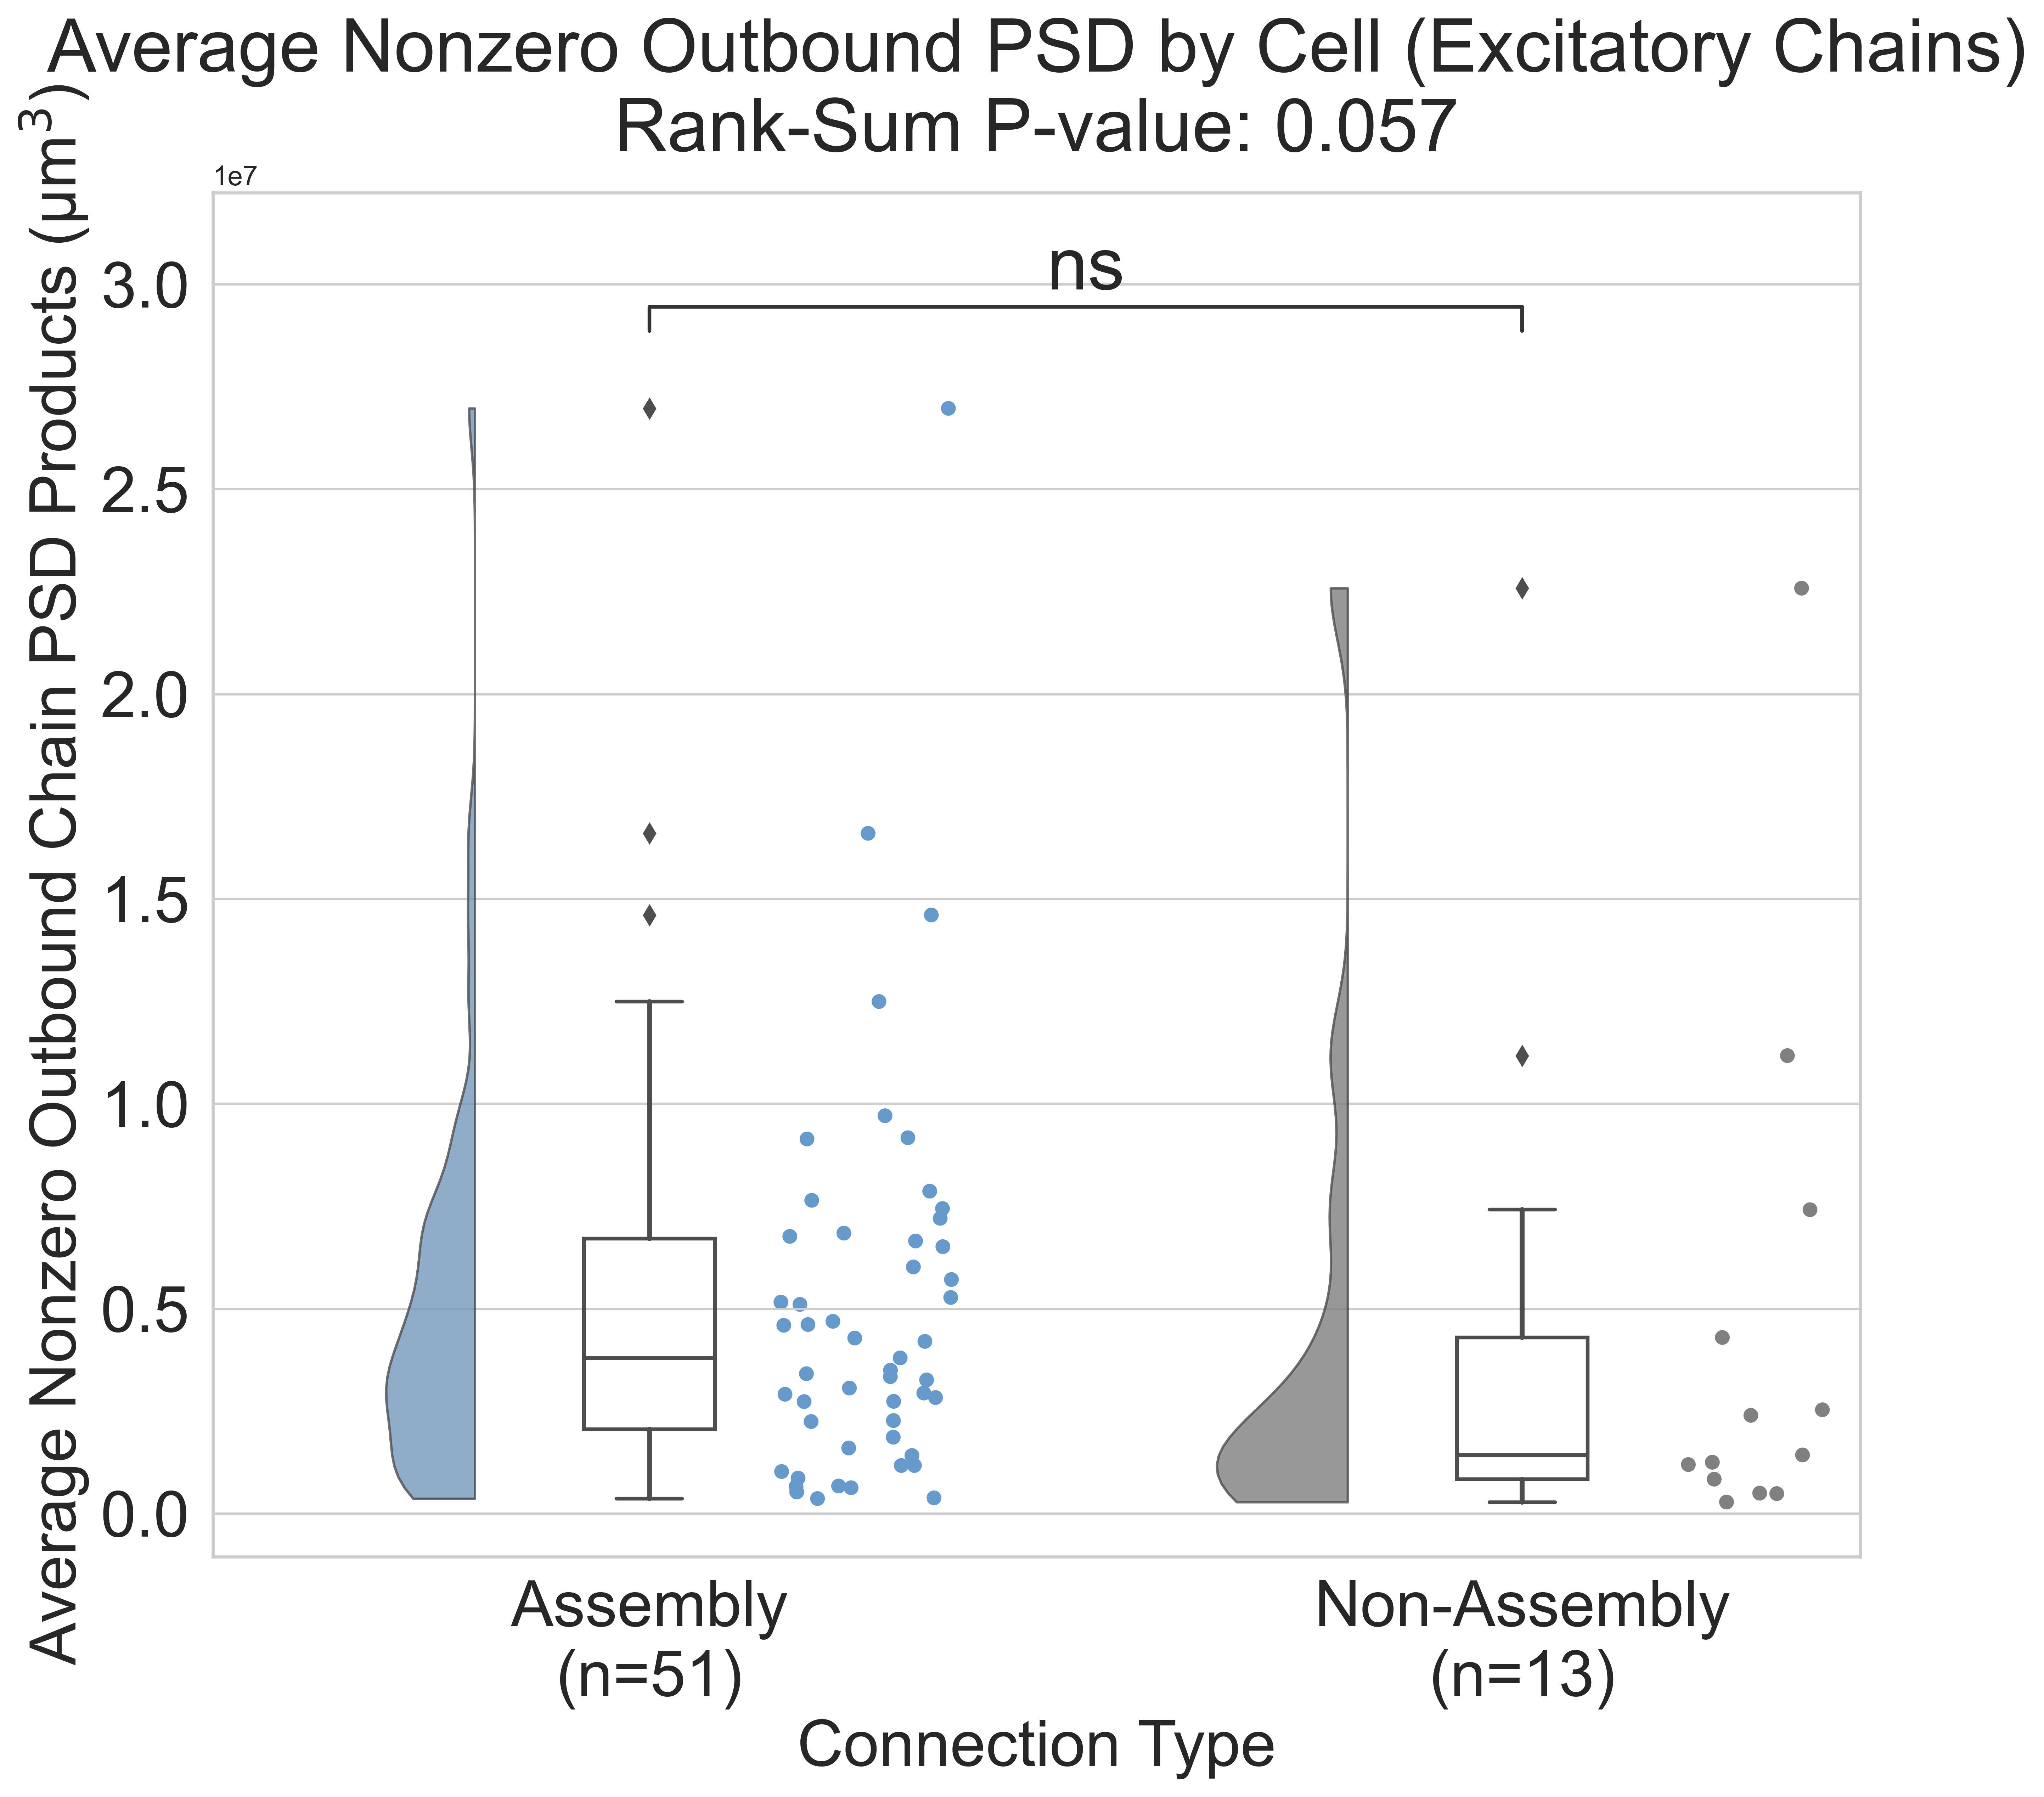 Average Nonzero Outbound PSD by Cell (Excitatory Chains)
Rank-Sum P-value: 0.057
1e7
Average Nonzero Outbound Chain PSD Products (µm³)
3.0
2.5
2.0
1.5
1.0
0.5
0.0
ns
Assembly
(n=51)
Non-Assembly
(n=13)
Connection Type